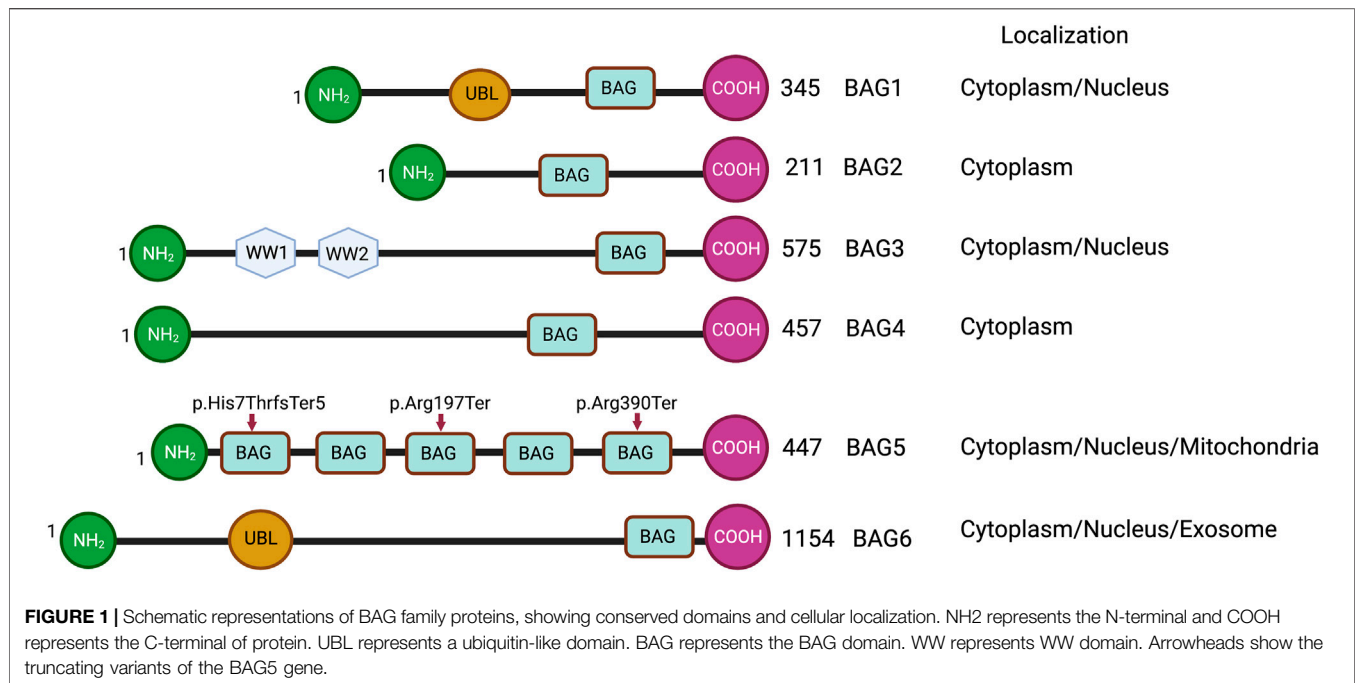 Localization
1 NH2 UBL BAG COOH 345 BAG1 Cytoplasm/Nucleus
1 NH2 BAG COOH 211 BAG2 Cytoplasm
1 NH2 WW1 WW2 BAG COOH 575 BAG3 Cytoplasm/Nucleus
1 NH2 BAG COOH 457 BAG4 Cytoplasm
p.His7ThrfsTer5 p.Arg197Ter p.Arg390Ter
1 NH2 BAG BAG BAG BAG BAG COOH 447 BAG5 Cytoplasm/Nucleus/Mitochondria
1 NH2 UBL BAG COOH 1154 BAG6 Cytoplasm/Nucleus/Exosome
FIGURE 1 | Schematic representations of BAG family proteins, showing conserved domains and cellular localization. NH2 represents the N-terminal and COOH
represents the C-terminal of protein. UBL represents a ubiquitin-like domain. BAG represents the BAG domain. WW represents WW domain. Arrowheads show the
truncating variants of the BAG5 gene.